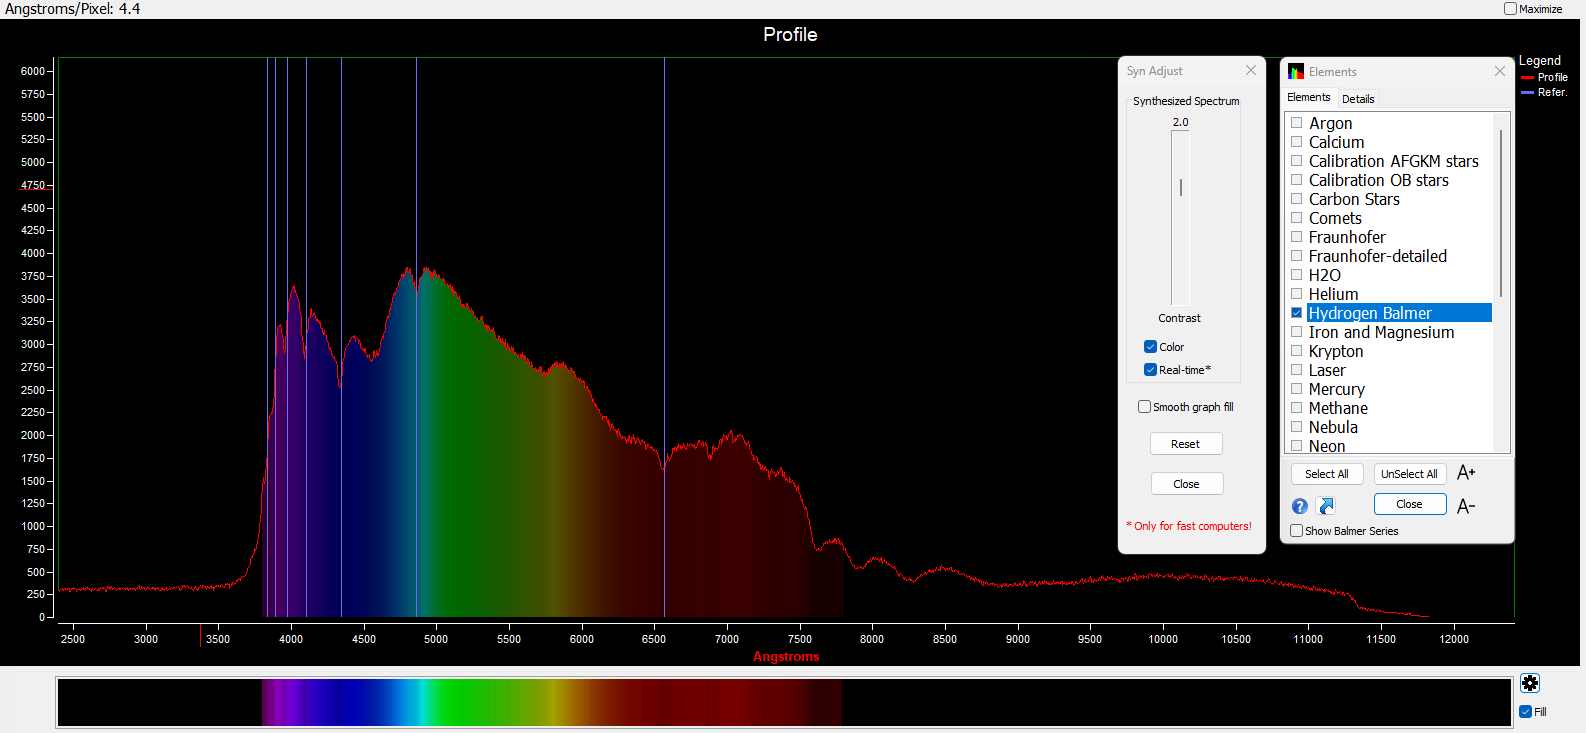 Angstroms/Pixel: 4.4
Maximize
Profile
Legend
Profile
Refer.
6000
5750
5500
5250
5000
4750
4500
4250
4000
3750
3500
3250
3000
2750
2500
2250
2000
1750
1500
1250
1000
750
500
250
0
2500 3000 3500 4000 4500 5000 5500 6000 6500 7000 7500 8000 8500 9000 9500 10000 10500 11000 11500 12000
Angstroms
Syn Adjust
Synthesized Spectrum
2.0
Contrast
Color
Real-time*
Smooth graph fill
Reset
Close
* Only for fast computers!
Elements
Elements Details
Argon
Calcium
Calibration AFGKM stars
Calibration OB stars
Carbon Stars
Comets
Fraunhofer
Fraunhofer-detailed
H2O
Helium
Hydrogen Balmer
Iron and Magnesium
Krypton
Laser
Mercury
Methane
Nebula
Neon
Select All UnSelect All A+
Close A-
Show Balmer Series
Fill